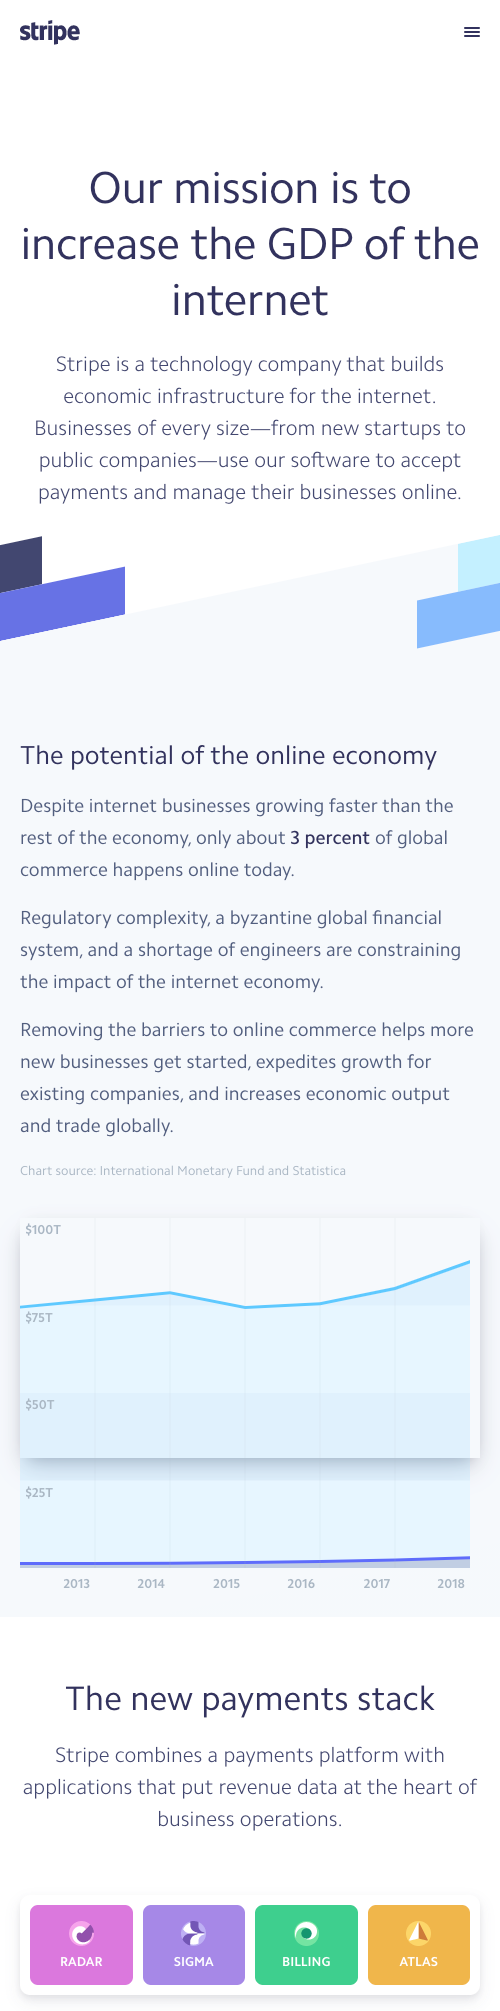 stripe
Our mission is to
increase the GDP of the
internet
Stripe is a technology company that builds
economic infrastructure for the internet.
Businesses of every size—from new startups to
public companies—use our software to accept
payments and manage their businesses online.
The potential of the online economy
Despite internet businesses growing faster than the
rest of the economy, only about 3 percent of global
commerce happens online today.
Regulatory complexity, a byzantine global financial
system, and a shortage of engineers are constraining
the impact of the internet economy.
Removing the barriers to online commerce helps more
new businesses get started, expedites growth for
existing companies, and increases economic output
and trade globally.
Chart source: International Monetary Fund and Statistica
$100T
$75T
$50T
$25T
2013 2014 2015 2016 2017 2018
The new payments stack
Stripe combines a payments platform with
applications that put revenue data at the heart of
business operations.
RADAR SIGMA BILLING ATLAS